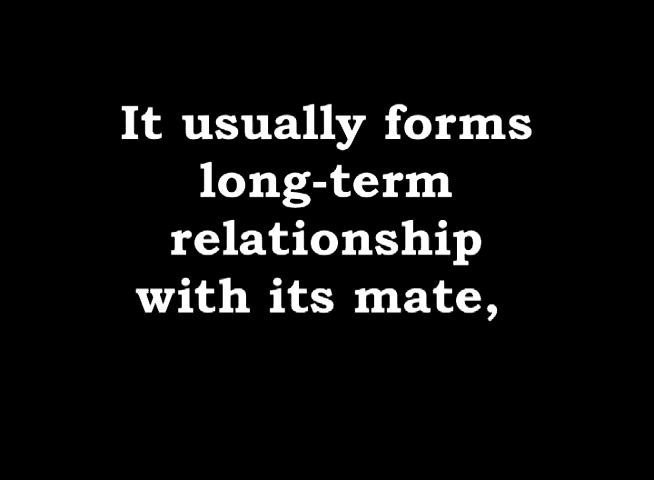 It usually forms
long-term
relationship
with its mate,